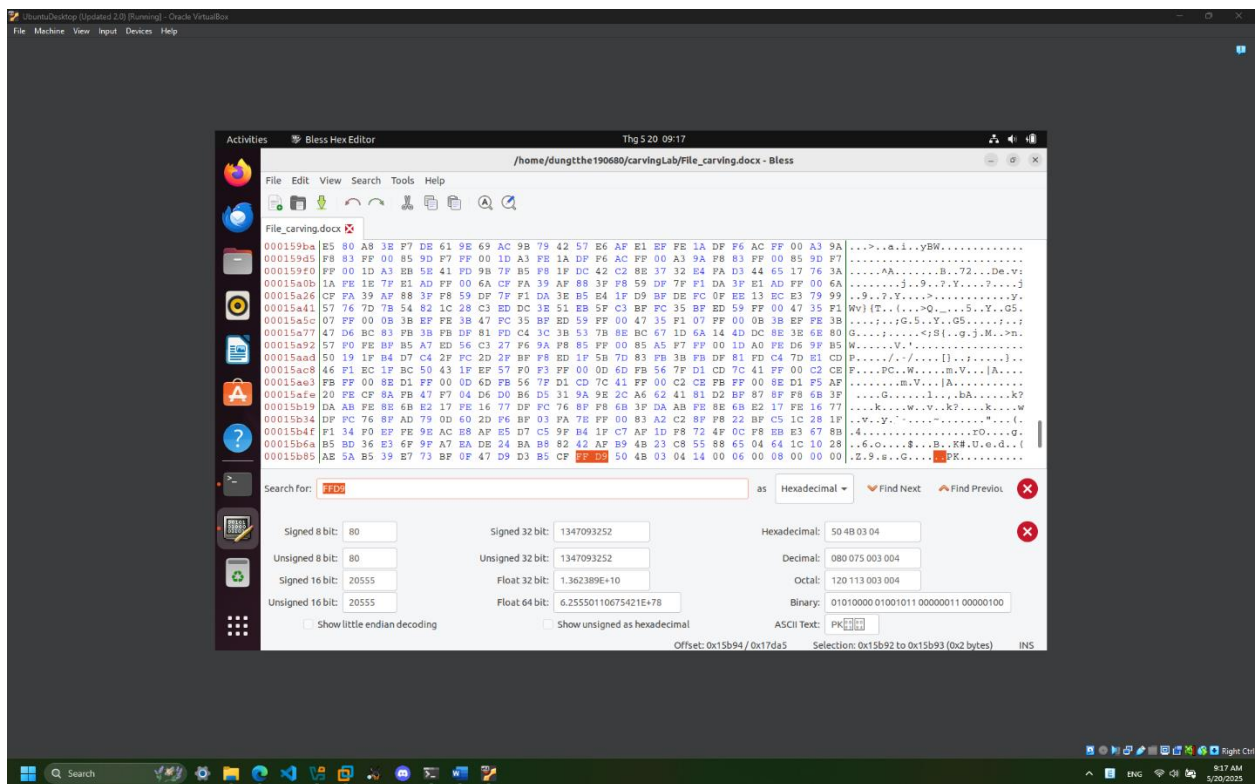 UbuntuDesktop (Updated 2.0) [Running] - Oracle VirtualBox
File Machine View Input Devices Help
Activities Bless Hex Editor Thg 5 20 09:17
/home/dungtthe190680/carvingLab/File_carving.docx - Bless
File Edit View Search Tools Help
File_carving.docx
000159ba E5 80 A8 3E F7 DE 61 9E 69 AC 9B 79 42 57 E6 AF E1 EF FE 1A DF F6 AC FF 00 A3 9A ...>..a.i..yBW.............
000159d5 F8 83 FF 00 85 9D F7 FF 00 1D A3 FE 1A DF F6 AC FF 00 A3 9A F8 83 FF 00 85 9D F7
000159f0 FF 00 1D A3 EB 5E 41 FD 9B 7F B5 F8 1F DC 42 C2 8E 37 32 E4 FA D3 44 65 17 76 3A .....^A.......B..72...De.v:
00015a0b 1A FE 1E 7F E1 AD FF 00 6A CF FA 39 AF 88 3F F8 59 DF 7F F1 DA 3F E1 AD FF 00 6A ........j..9..?.Y....?....j
00015a26 CF FA 39 AF 88 3F F8 59 DF 7F F1 DA 3E B5 E4 1F D9 BF DE FC 0F EE 13 EC E3 79 99 ..9..?.Y....>............y.
00015a41 57 76 7D 7B 54 82 1C 28 C3 ED DC 3E 51 EB 5F C3 BF FC 35 BF ED 59 FF 00 47 35 F1 Wv}{T..(...>Q._...5..Y..G5.
00015a5c 07 FF 00 0B 3B EF FE 3B 47 FC 35 BF ED 59 FF 00 47 35 F1 07 FF 00 0B 3B EF FE 3B ....;..;G.5..Y..G5.....;..;
00015a77 47 D6 BC 83 FB 3B FB DF 81 FD C4 3C 3B 53 7B 8E BC 67 1D 6A 14 4D DC 8E 3E 6E 80 G....;.....<;S{..g.j.M..>n.
00015a92 57 F0 FE BF B5 A7 ED 56 C3 27 F6 9A F8 85 FF 00 85 A5 F7 FF 00 1D A0 FE D6 9F B5 W......V.'.................
00015aad 50 19 1F B4 D7 C4 2F FC 2D 2F BF F8 ED 1F 5B 7D 83 FB 3B FB DF 81 FD C4 7D E1 CD P...../.-/....[}..;.....}..
00015ac8 46 F1 EC 1F BC 50 43 1F EF 57 F0 F3 FF 00 0D 6D FB 56 7F D1 CD 7C 41 FF 00 C2 CE F....PC..W.....m.V...|A....
00015ae3 FB FF 00 8E D1 FF 00 0D 6D FB 56 7F D1 CD 7C 41 FF 00 C2 CE FB FF 00 8E D1 F5 AF ........m.V...|A...........
00015afe 20 FE CF 8A FB 47 F7 04 D6 D0 B6 D5 31 9A 9E 2C A6 62 41 81 D2 BF 87 8F F8 6B 3F
00015b19 DA AB FE 8E 6B E2 17 FE 16 77 DF FC 76 8F F8 6B 3F DA AB FE 8E 6B E2 17 FE 16 77 ....k....w..v..k?....k....w
00015b34 DF FC 76 8F AD 79 0D 60 2D F6 BF 03 FA 7E FF 00 83 A2 C2 8F F8 22 BF C5 1C 28 1F
00015b4f F1 34 F0 EF FE 9E AC E8 AF E5 D7 C5 9F B4 1F C7 AF 1D F8 72 4F 0C F8 EB E3 67 8B .4.................rO....g.
00015b6a B5 BD 36 E3 6F 9F A7 EA DE 24 BA B8 82 42 AF B9 4B 23 C8 55 88 65 04 64 1C 10 28 ..6.o....$...B..K#.U.e.d..(
00015b85 AE 5A B5 39 E7 73 BF 0F 47 D9 D3 B5 CF FF D9 50 4B 03 04 14 00 06 00 08 00 00 00 .Z.9.s..G......PK..........
Search for: FFD9 as Hexadecimal Find Next Find Previou
Signed 8 bit: 80 Signed 32 bit: 1347093252 Hexadecimal: 50 4B 03 04
Unsigned 8 bit: 80 Unsigned 32 bit: 1347093252 Decimal: 080 075 003 004
Signed 16 bit: 20555 Float 32 bit: 1.362389E+10 Octal: 120 113 003 004
Unsigned 16 bit: 20555 Float 64 bit: 6.25550110675421E+78 Binary: 01010000 01001011 00000011 00000100
Show little endian decoding Show unsigned as hexadecimal ASCII Text: PK
Offset: 0x15b94 / 0x17da5 Selection: 0x15b92 to 0x15b93 (0x2 bytes) INS
Right Ctrl
Search ENG 9:17 AM
5/20/2025